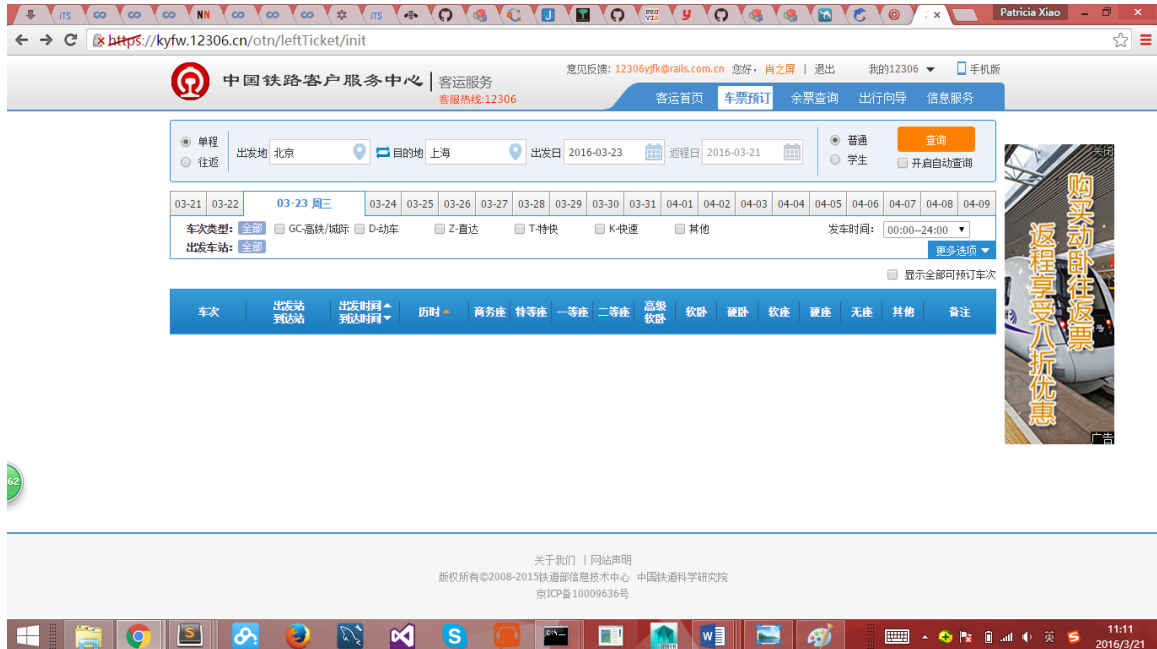 iTS
NN
iTS
Patricia Xiao
https://kyfw.12306.cn/otn/leftTicket/init
中国铁路客户服务中心
客运服务
客服热线:12306
意见反馈: 12306yjfk@rails.com.cn 您好，肖之屏 | 退出 我的12306 手机版
客运首页 车票预订 余票查询 出行向导 信息服务
单程
往返
出发地 北京 目的地 上海 出发日 2016-03-23 返程日 2016-03-21
普通
学生
查询
开启自动查询
03-21 03-22 03-23 周三 03-24 03-25 03-26 03-27 03-28 03-29 03-30 03-31 04-01 04-02 04-03 04-04 04-05 04-06 04-07 04-08 04-09
车次类型: 全部 GC-高铁/城际 D-动车 Z-直达 T-特快 K-快速 其他 发车时间: 00:00--24:00
出发车站: 全部
更多选项
显示全部可预订车次
车次 出发站 到达站 出发时间 到达时间 历时 商务座 特等座 一等座 二等座 高级软卧 软卧 硬卧 软座 硬座 无座 其他 备注
关闭
购买动卧往返票
返程享受八折优惠
广告
62
关于我们 | 网站声明
版权所有©2008-2015铁道部信息技术中心 中国铁道科学研究院
京ICP备10009636号
英
11:11
2016/3/21